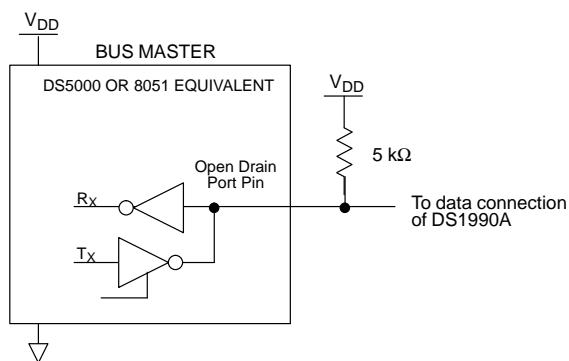 VDD
BUS MASTER
DS5000 OR 8051 EQUIVALENT
VDD
5 kΩ
Open Drain
Port Pin
RX
To data connection
of DS1990A
TX